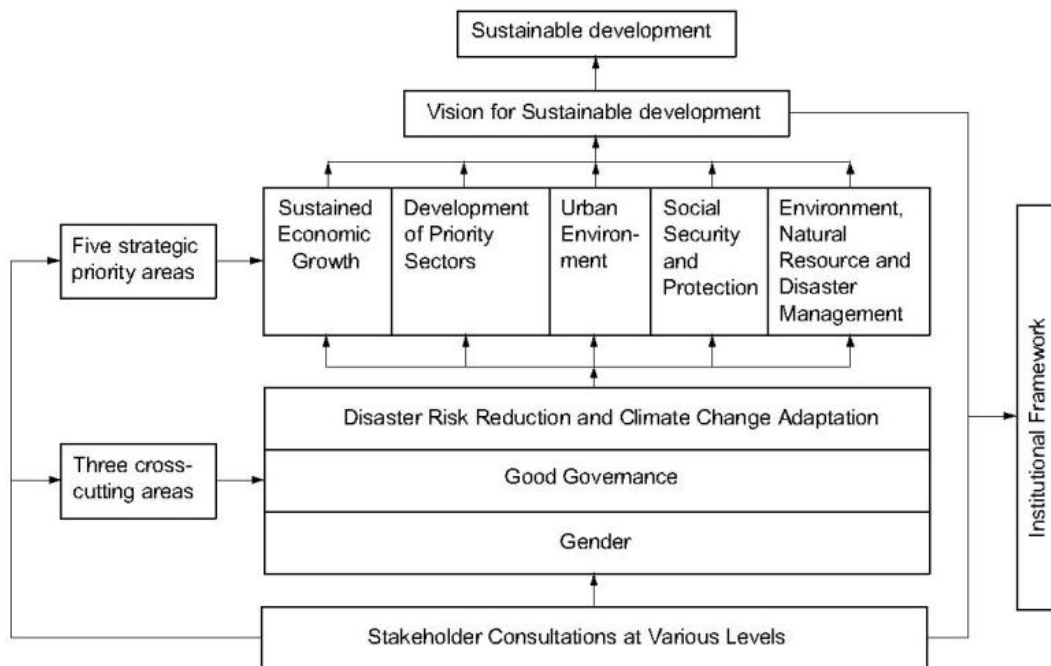 Sustainable development
Vision for Sustainable development
Five strategic
priority areas
Sustained
Economic
Growth
Development
of Priority
Sectors
Urban
Environ-
ment
Social
Security
and
Protection
Environment,
Natural
Resource and
Disaster
Management
Three cross-
cutting areas
Disaster Risk Reduction and Climate Change Adaptation
Good Governance
Gender
Stakeholder Consultations at Various Levels
Institutional Framework